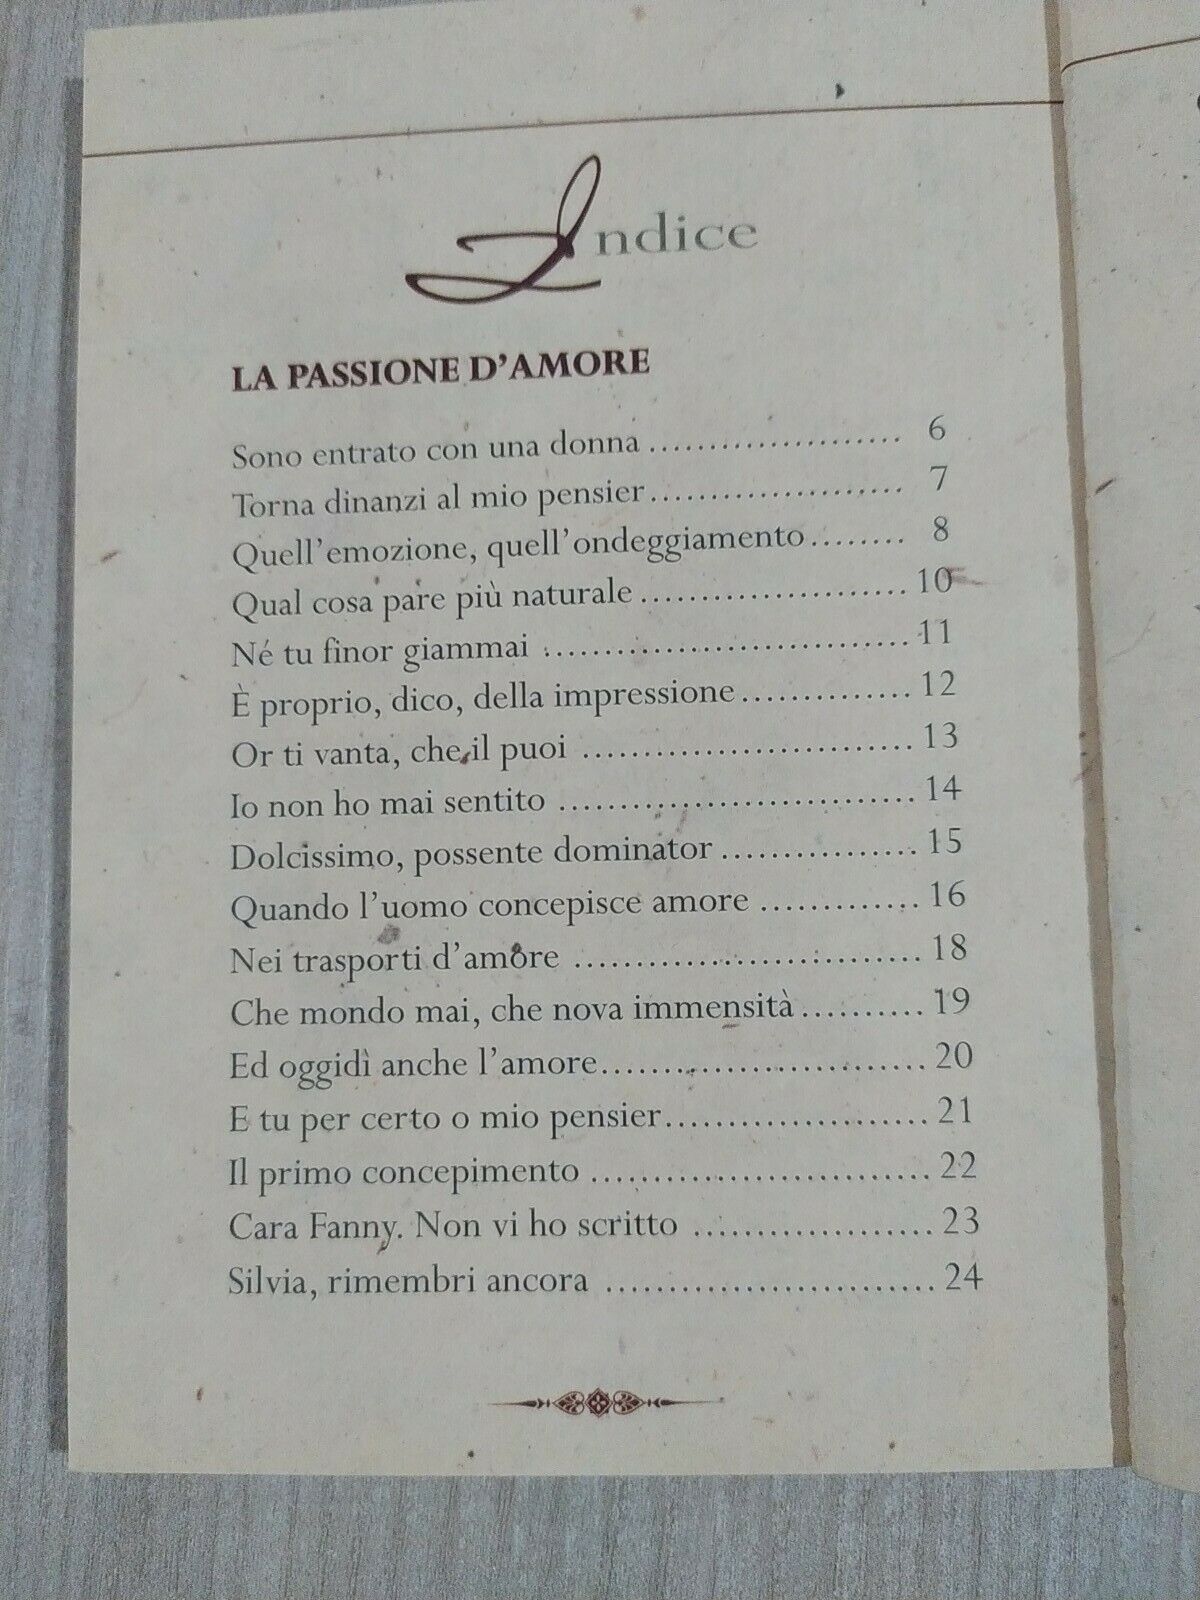 Indice
LA PASSIONE D'AMORE
Sono entrato con una donna ..................... 6
Torna dinanzi al mio pensier..................... 7
Quell'emozione, quell'ondeggiamento........ 8
Qual cosa pare più naturale ...................... 10
Né tu finor giammai .............................. 11
È proprio, dico, della impressione.............. 12
Or ti vanta, che il puoi ............................ 13
Io non ho mai sentito .............................. 14
Dolcissimo, possente dominator ................ 15
Quando l'uomo concepisce amore ............. 16
Nei trasporti d'amore ............................. 18
Che mondo mai, che nova immensità .......... 19
Ed oggidì anche l'amore........................... 20
E tu per certo o mio pensier...................... 21
Il primo concepimento ............................ 22
Cara Fanny. Non vi ho scritto .................... 23
Silvia, rimembri ancora ........................... 24